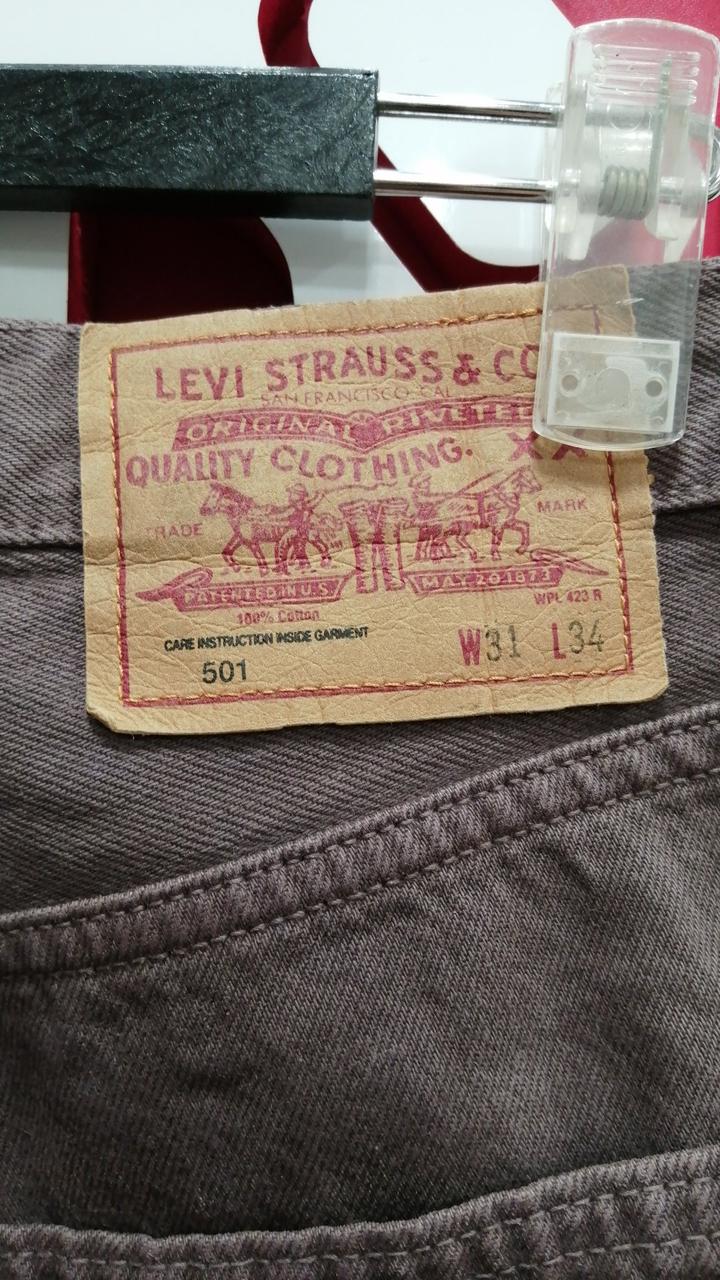 LEVI STRAUSS & CO
SAN FRANCISCO CAL
ORIGINAL RIVETED
QUALITY CLOTHING. XX
TRADE MARK
PATENTED IN U.S. MAY 20 1873
WPL 423 R
100% Cotton
CARE INSTRUCTION INSIDE GARMENT
501
W31 L34